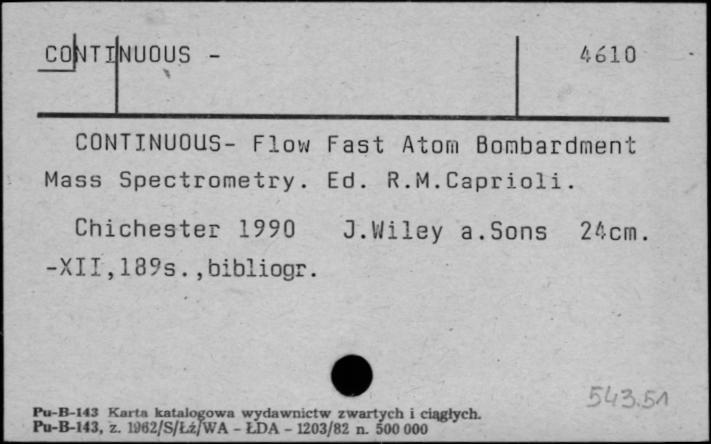 CONTINUOUS - 4610
CONTINUOUS- Flow Fast Atom Bombardment
Mass Spectrometry. Ed. R.M.Caprioli.
Chichester 1990 J.Wiley a.Sons 24cm.
-XII,189s.,bibliogr.
543.51
Pu-B-143 Karta katalogowa wydawnictw zwartych i ciągłych.
Pu-B-143, z. 1962/S/Łź/WA - ŁDA - 1203/82 n. 500 000